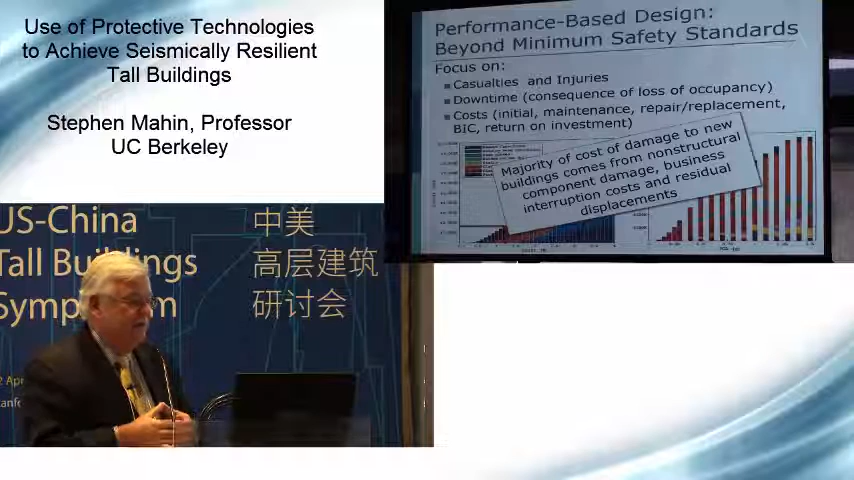 Use of Protective Technologies
to Achieve Seismically Resilient
Tall Buildings
Stephen Mahin, Professor
UC Berkeley
Performance-Based Design:
Beyond Minimum Safety Standards
Focus on:
Casualties and Injuries
Downtime (consequence of loss of occupancy)
Costs (initial, maintenance, repair/replacement,
BIC, return on investment)
Majority of cost of damage to new
buildings comes from nonstructural
component damage, business
interruption costs and residual
displacements
US-China
Tall Buildings
Symp m
中美
高层建筑
研讨会